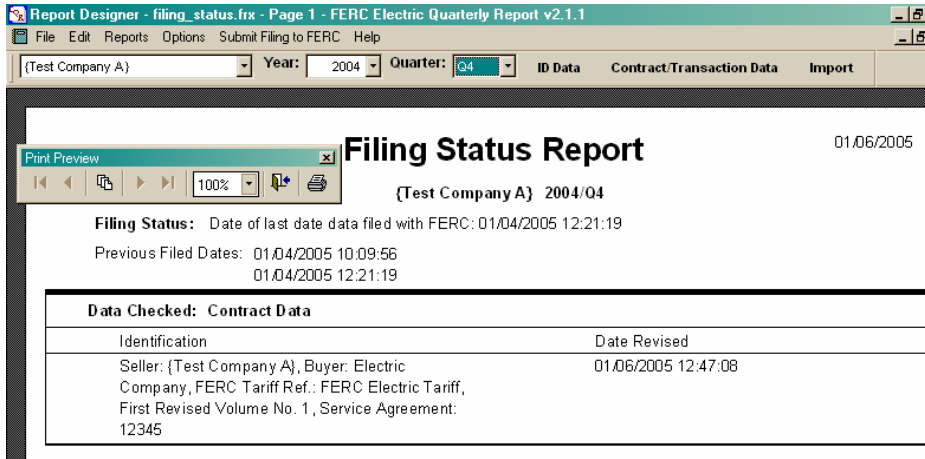 Report Designer - filing_status.frx - Page 1 - FERC Electric Quarterly Report v2.1.1
File Edit Reports Options Submit Filing to FERC Help
{Test Company A} Year: 2004 Quarter: Q4 ID Data Contract/Transaction Data Import
Filing Status Report
01/06/2005
Print Preview
100%
{Test Company A} 2004/Q4
Filing Status: Date of last date data filed with FERC: 01/04/2005 12:21:19
Previous Filed Dates: 01/04/2005 10:09:56
01/04/2005 12:21:19
Data Checked: Contract Data
Identification Date Revised
Seller: {Test Company A}, Buyer: Electric 01/06/2005 12:47:08
Company, FERC Tariff Ref.: FERC Electric Tariff,
First Revised Volume No. 1, Service Agreement:
12345